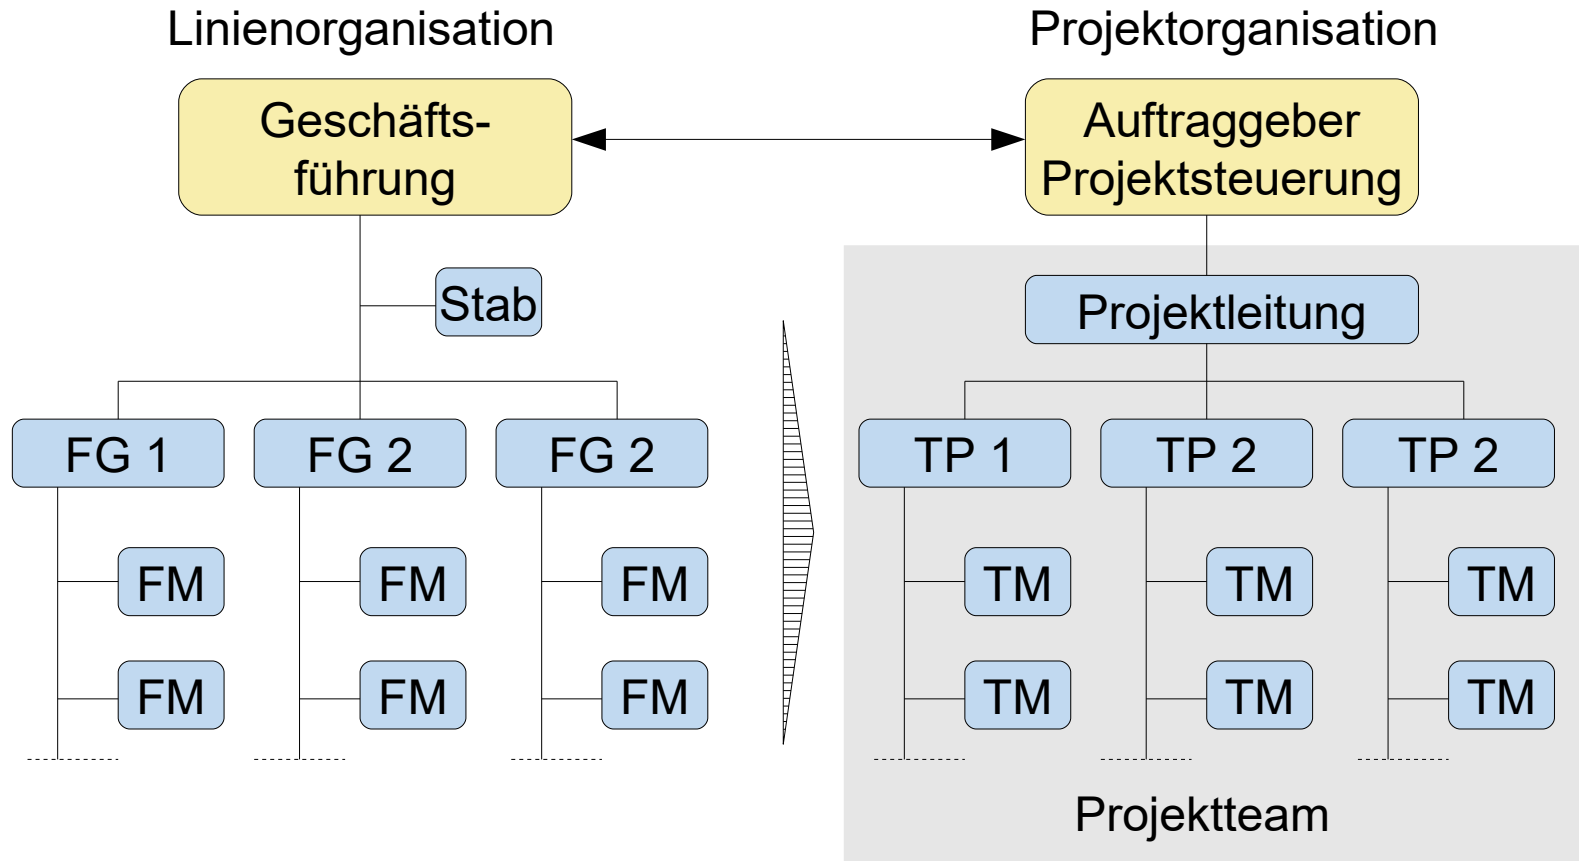 Linienorganisation
Projektorganisation
Geschäfts-
führung
Auftraggeber
Projektsteuerung
Stab
Projektleitung
FG 1
FG 2
FG 2
TP 1
TP 2
TP 2
FM
FM
FM
TM
TM
TM
FM
FM
FM
TM
TM
TM
Projektteam